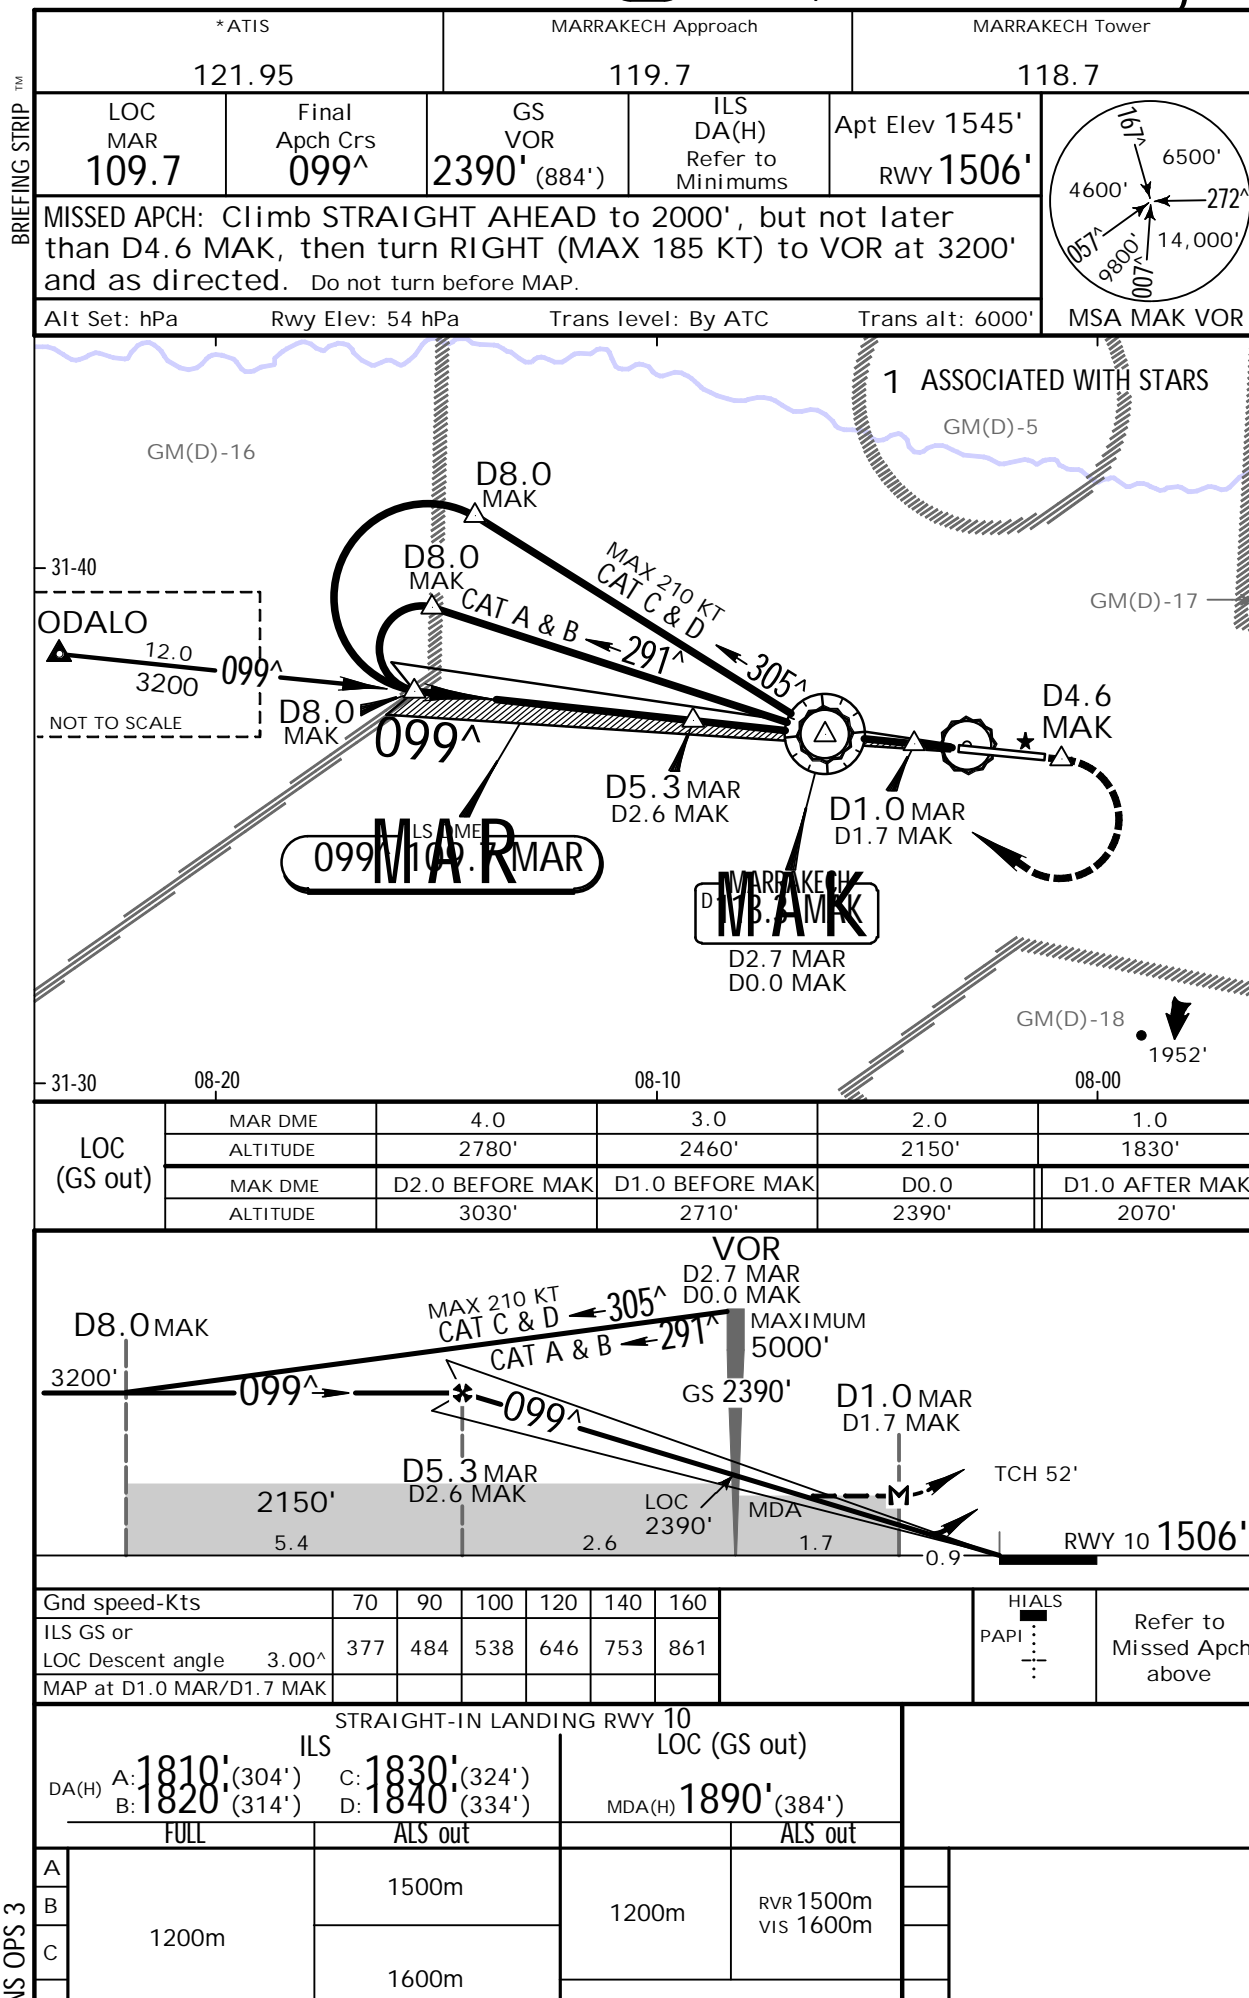 *ATIS
121.95
MARRAKECH Approach
119.7
MARRAKECH Tower
118.7
BRIEFING STRIP TM
LOC
MAR
109.7
Final
Apch Crs
099^
GS
VOR
2390' (884')
ILS
DA(H)
Refer to
Minimums
Apt Elev 1545'
RWY 1506'
MISSED APCH: Climb STRAIGHT AHEAD to 2000', but not later
than D4.6 MAK, then turn RIGHT (MAX 185 KT) to VOR at 3200'
and as directed. Do not turn before MAP.
Alt Set: hPa Rwy Elev: 54 hPa Trans level: By ATC Trans alt: 6000'
167^
6500'
4600'
272^
057^
9800'
007^
14,000'
MSA MAK VOR
1 ASSOCIATED WITH STARS
GM(D)-5
GM(D)-16
D8.0
MAK
31-40
D8.0
MAK
MAX 210 KT
CAT C & D
305^
CAT A & B
291^
GM(D)-17
ODALO
12.0
3200
099^
NOT TO SCALE
D8.0
MAK
099^
D4.6
MAK
D5.3 MAR
D2.6 MAK
D1.0 MAR
D1.7 MAK
LS DME
099^ 109.7 MAR
MAR
MARRAKECH
D 113.3 MAK
MAK
D2.7 MAR
D0.0 MAK
GM(D)-18
1952'
31-30
08-20
08-10
08-00
LOC
(GS out)
MAR DME 4.0 3.0 2.0 1.0
ALTITUDE 2780' 2460' 2150' 1830'
MAK DME D2.0 BEFORE MAK D1.0 BEFORE MAK D0.0 D1.0 AFTER MAK
ALTITUDE 3030' 2710' 2390' 2070'
VOR
D2.7 MAR
D0.0 MAK
D8.0 MAK
MAX 210 KT
CAT C & D
305^
CAT A & B
291^
MAXIMUM
5000'
3200'
099^
099^
GS 2390'
D1.0 MAR
D1.7 MAK
D5.3 MAR
D2.6 MAK
2150'
LOC
2390'
MDA
M
TCH 52'
5.4
2.6
1.7
0.9
RWY 10 1506'
Gnd speed-Kts 70 90 100 120 140 160
ILS GS or
LOC Descent angle 3.00^ 377 484 538 646 753 861
MAP at D1.0 MAR/D1.7 MAK
HIALS
PAPI
Refer to
Missed Apch
above
STRAIGHT-IN LANDING RWY 10
ILS
LOC (GS out)
DA(H)
A: 1810' (304') C: 1830' (324')
B: 1820' (314') D: 1840' (334')
MDA(H) 1890' (384')
FULL
ALS out
ALS out
A
B
C
1200m
1500m
1600m
1200m
RVR 1500m
VIS 1600m
NS OPS 3